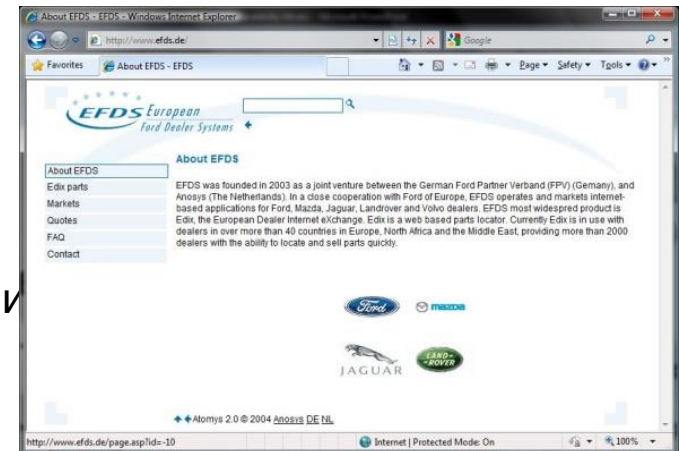 About EFDS - EFDS - Windows Internet Explorer
http://www.efds.de/
Google
Favorites
About EFDS - EFDS
Page
Safety
Tools
EFDS European
Ford Dealer Systems
About EFDS
About EFDS
Edix parts
Markets
Quotes
FAQ
Contact
EFDS was founded in 2003 as a joint venture between the German Ford Partner Verband (FPV) (Gemany), and
Anosys (The Netherlands). In a close cooperation with Ford of Europe, EFDS operates and markets internet-
based applications for Ford, Mazda, Jaguar, Landrover and Volvo dealers. EFDS most widespred product is
Edix, the European Dealer Internet eXchange. Edix is a web based parts locator. Currently Edix is in use with
dealers in over more than 40 countries in Europe, North Africa and the Middle East, providing more than 2000
dealers with the ability to locate and sell parts quickly.
Ford
mazda
JAGUAR
LAND-
-ROVER
Atomys 2.0 © 2004 Anosys DE NL
http://www.efds.de/page.asp?id=-10
Internet | Protected Mode: On
100%